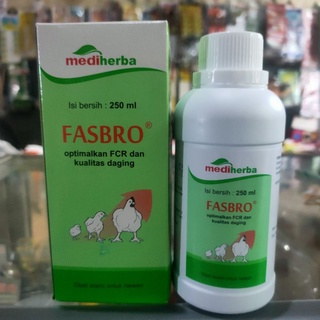 mediherba
Isi bersih : 250 ml
FASBRO®
optimalkan FCR dan
kualitas daging
mediherba
Isi bersih : 250 ml
FASBRO®
optimalkan FCR dan
kualitas daging